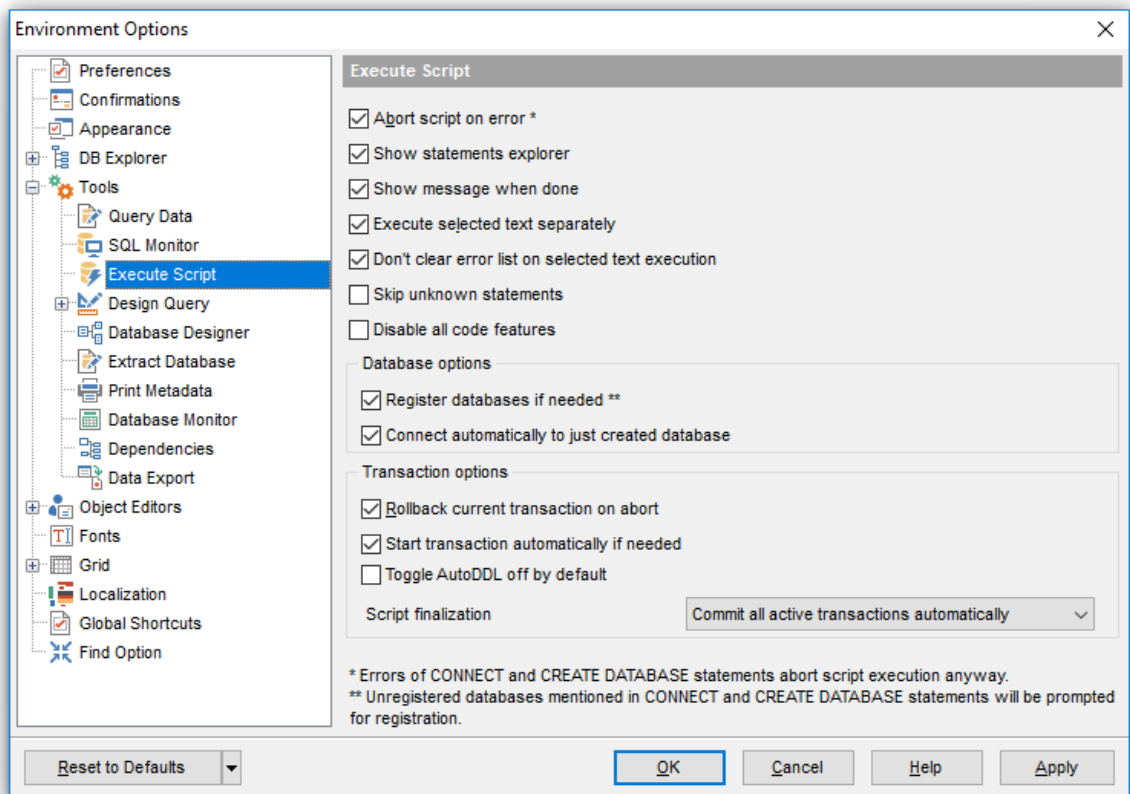 Environment Options
Preferences
Confirmations
Appearance
DB Explorer
Tools
Query Data
SQL Monitor
Execute Script
Design Query
Database Designer
Extract Database
Print Metadata
Database Monitor
Dependencies
Data Export
Object Editors
Fonts
Grid
Localization
Global Shortcuts
Find Option
Execute Script
Abort script on error *
Show statements explorer
Show message when done
Execute selected text separately
Don't clear error list on selected text execution
Skip unknown statements
Disable all code features
Database options
Register databases if needed **
Connect automatically to just created database
Transaction options
Rollback current transaction on abort
Start transaction automatically if needed
Toggle AutoDDL off by default
Script finalization Commit all active transactions automatically
* Errors of CONNECT and CREATE DATABASE statements abort script execution anyway.
** Unregistered databases mentioned in CONNECT and CREATE DATABASE statements will be prompted
for registration.
Reset to Defaults OK Cancel Help Apply